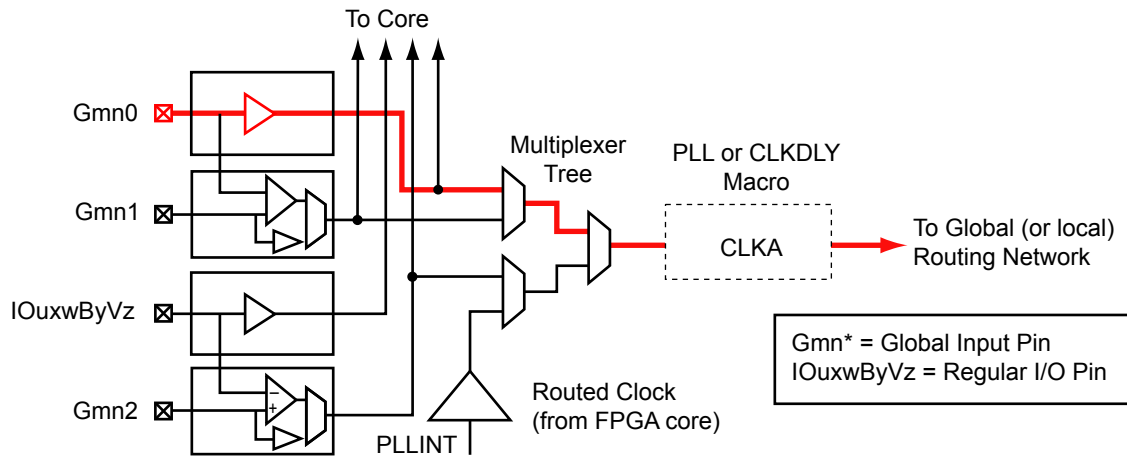 To Core
Gmn0
Multiplexer
Tree
PLL or CLKDLY
Macro
Gmn1
CLKA
To Global (or local)
Routing Network
IOuxwByVz
Gmn* = Global Input Pin
IOuxwByVz = Regular I/O Pin
Gmn2
−
+
Routed Clock
(from FPGA core)
PLLINT